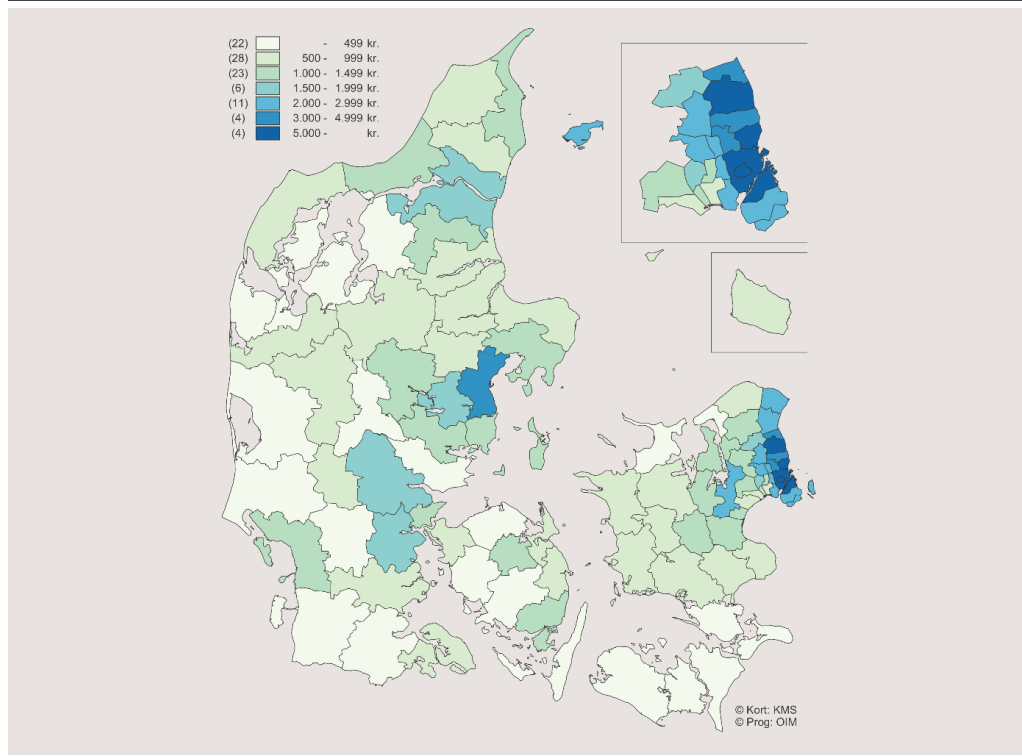 (22) - 499 kr.
(28) 500 - 999 kr.
(23) 1.000 - 1.499 kr.
(6) 1.500 - 1.999 kr.
(11) 2.000 - 2.999 kr.
(4) 3.000 - 4.999 kr.
(4) 5.000 - kr.
© Kort: KMS
© Prog: OIM